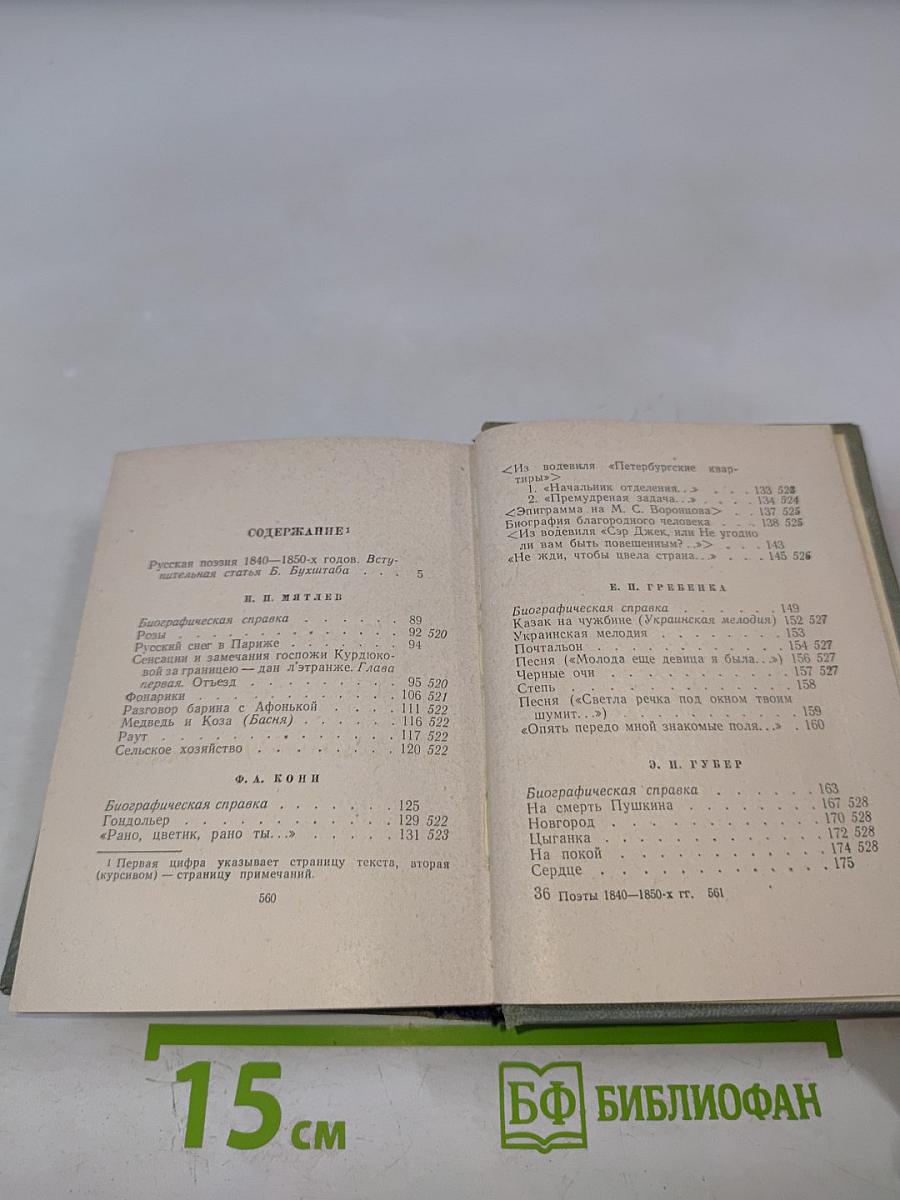 СОДЕРЖАНИЕ¹
Русская поэзия 1840—1850-х годов. Всту-
пительная статья Б. Бухштаба . . . 5
И. П. МЯТЛЕВ
Биографическая справка . . . . . . 89
Розы . . . . . . . . . . . . 92 520
Русский снег в Париже . . . . . . . 94
Сенсации и замечания госпожи Курдюко-
вой за границею — дан л'этранже. Глава
первая. Отъезд . . . . . . . . . 95 520
Фонарики . . . . . . . . . . . 106 521
Разговор барина с Афонькой . . . . 111 522
Медведь и Коза (Басня) . . . . . . 116 522
Раут . . . . . . . . . . . . 117 522
Сельское хозяйство . . . . . . . . 120 522
Ф. А. КОНИ
Биографическая справка . . . . . . . 125
Гондольер . . . . . . . . . . . 129 522
«Рано, цветик, рано ты...» . . . . . 131 523
¹ Первая цифра указывает страницу текста, вторая
(курсивом) — страницу примечаний.
560
<Из водевиля «Петербургские квар-
тиры»>
1. «Начальник отделения...» . . . 133 523
2. «Премудреная задача...» . . . . 134 524
<Эпиграмма на М. С. Воронцова> . . 137 525
Биография благородного человека . . . 138 525
<Из водевиля «Сэр Джек, или Не угодно
ли вам быть повешенным?..»> . . . 143
«Не жди, чтобы цвела страна...» . . 145 526
Е. П. ГРЕБЕНКА
Биографическая справка . . . . . . 149
Казак на чужбине (Украинская мелодия) 152 527
Украинская мелодия . . . . . . . 153
Почтальон . . . . . . . . . . 154 527
Песня («Молода еще девица я была...») 156 527
Черные очи . . . . . . . . . . 157 527
Степь . . . . . . . . . . . . 158
Песня («Светла речка под окном твоим
шумит...») . . . . . . . . . 159
«Опять передо мной знакомые поля...» . 160
Э. И. ГУБЕР
Биографическая справка . . . . . . 163
На смерть Пушкина . . . . . . . 167 528
Новгород . . . . . . . . . . . 170 528
Цыганка . . . . . . . . . . . 172 528
На покой . . . . . . . . . . . 174 528
Сердце . . . . . . . . . . . . 175
36 Поэты 1840—1850-х гг. 561
15 см
БФ БИБЛИОФАН